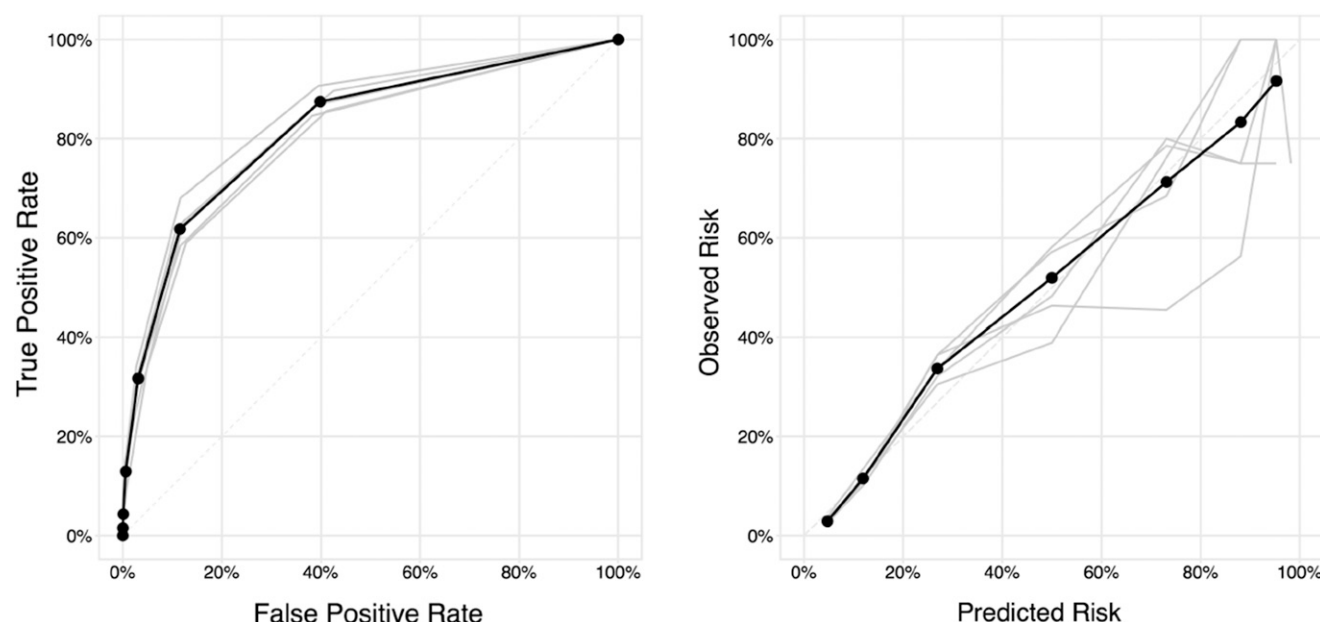 True Positive Rate
100%
80%
60%
40%
20%
0%
0% 20% 40% 60% 80% 100%
False Positive Rate
Observed Risk
100%
80%
60%
40%
20%
0%
0% 20% 40% 60% 80% 100%
Predicted Risk